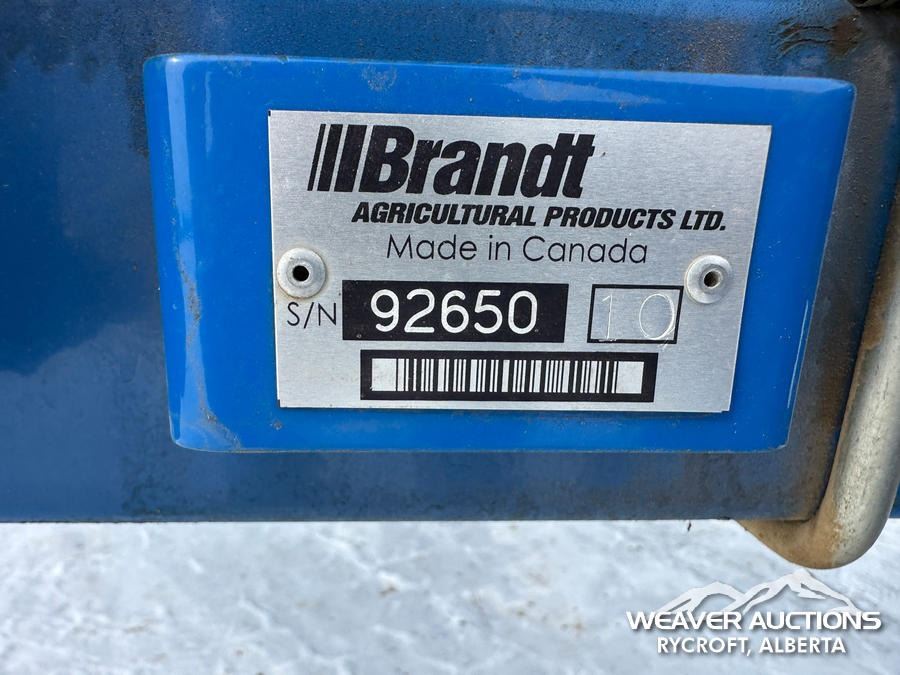 Brandt
AGRICULTURAL PRODUCTS LTD.
Made in Canada
S/N 92650 10
WEAVER AUCTIONS
RYCROFT, ALBERTA